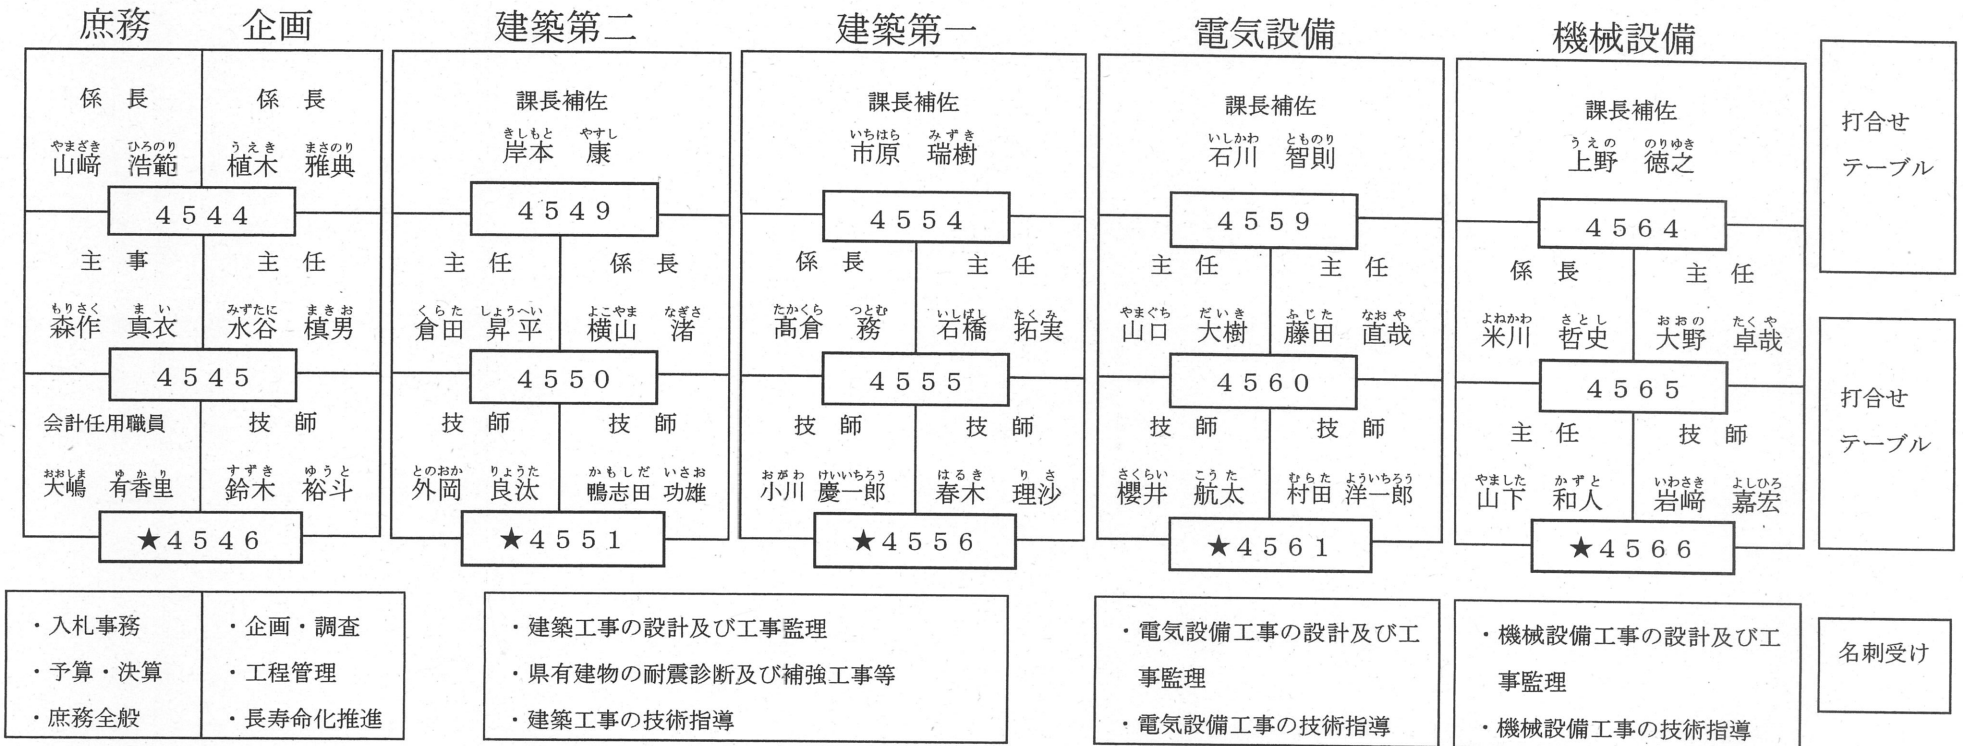 庶務 企画
係長 係長
やまざき ひろのり うえき まさのり
山﨑 浩範 植木 雅典
4544
主事 主任
もりさく まい みずたに まきお
森作 真衣 水谷 槙男
4545
会計任用職員 技師
おおしま ゆかり すずき ゆうと
大嶋 有香里 鈴木 裕斗
★4546
・入札事務 ・企画・調査
・予算・決算 ・工程管理
・庶務全般 ・長寿命化推進
建築第二
課長補佐
きしもと やすし
岸本 康
4549
主任 係長
くらた しょうへい よこやま なぎさ
倉田 昇平 横山 渚
4550
技師 技師
とのおか りょうた かもしだ いさお
外岡 良汰 鴨志田 功雄
★4551
建築第一
課長補佐
いちはら みずき
市原 瑞樹
4554
係長 主任
たかくら つとむ いしばし たくみ
髙倉 務 石橋 拓実
4555
技師 技師
おがわ けいいちろう はるき りさ
小川 慶一郎 春木 理沙
★4556
・建築工事の設計及び工事監理
・県有建物の耐震診断及び補強工事等
・建築工事の技術指導
電気設備
課長補佐
いしかわ とものり
石川 智則
4559
主任 主任
やまぐち だいき ふじた なおや
山口 大樹 藤田 直哉
4560
技師 技師
さくらい こうた むらた よういちろう
櫻井 航太 村田 洋一郎
★4561
・電気設備工事の設計及び工
事監理
・電気設備工事の技術指導
機械設備
課長補佐
うえの のりゆき
上野 徳之
4564
係長 主任
よねかわ さとし おおの たくや
米川 哲史 大野 卓哉
4565
主任 技師
やました かずと いわさき よしひろ
山下 和人 岩﨑 嘉宏
★4566
・機械設備工事の設計及び工
事監理
・機械設備工事の技術指導
打合せ
テーブル
打合せ
テーブル
名刺受け